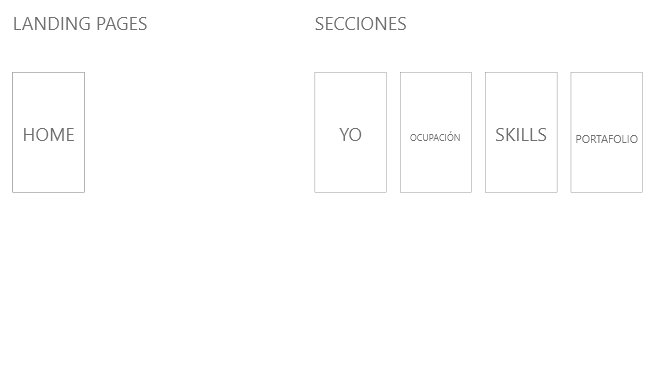 LANDING PAGES
SECCIONES
HOME
YO
OCUPACIÓN
SKILLS
PORTAFOLIO